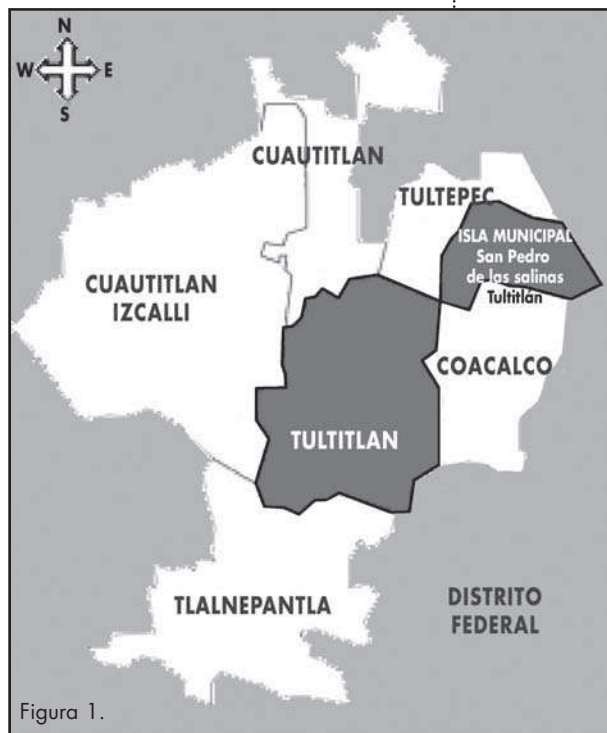 N
W E
S
CUAUTITLAN
TULTEPEC
ISLA MUNICIPAL
San Pedro
de las salinas
Tultitlán
CUAUTITLAN
IZCALLI
COACALCO
TULTITLAN
TLALNEPANTLA
DISTRITO
FEDERAL
Figura 1.